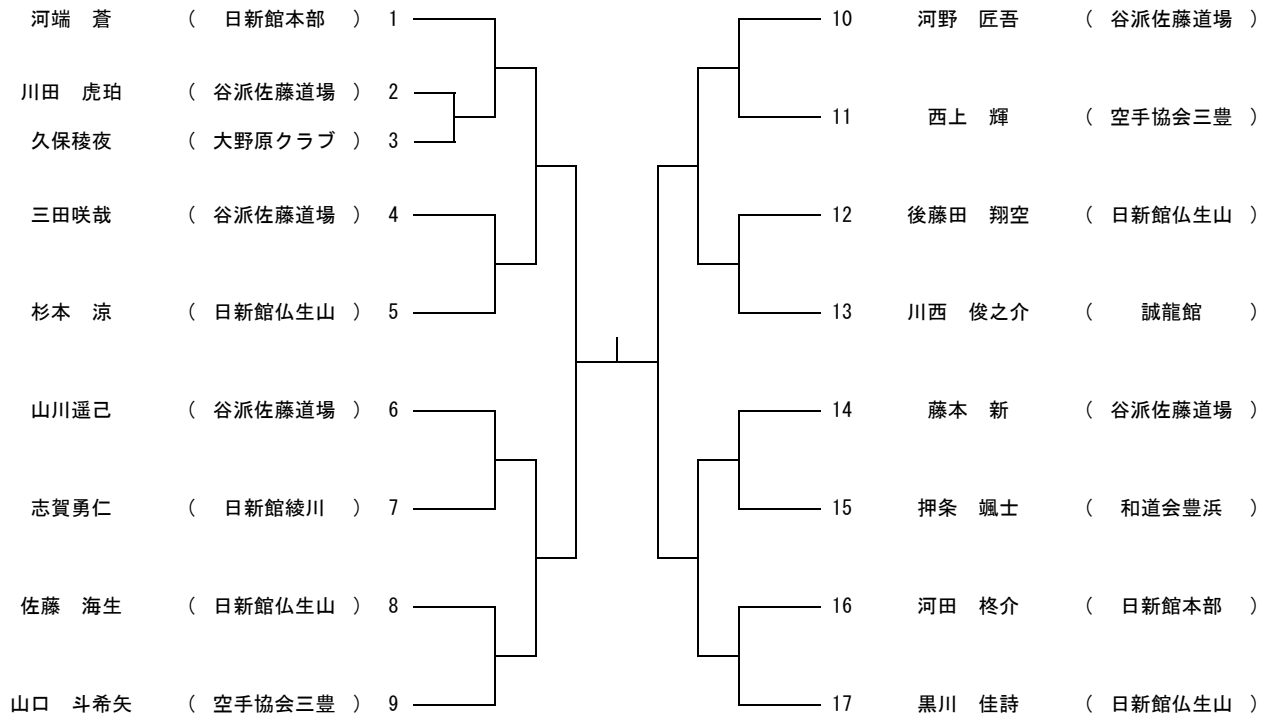 河端　蒼 （ 日新館本部 ） 1
川田　虎珀 （ 谷派佐藤道場 ） 2
久保稜夜 （ 大野原クラブ ） 3
三田咲哉 （ 谷派佐藤道場 ） 4
杉本　涼 （ 日新館仏生山 ） 5
山川遥己 （ 谷派佐藤道場 ） 6
志賀勇仁 （ 日新館綾川 ） 7
佐藤　海生 （ 日新館仏生山 ） 8
山口　斗希矢 （ 空手協会三豊 ） 9
10 河野　匠吾 （ 谷派佐藤道場 ）
11 西上　輝 （ 空手協会三豊 ）
12 後藤田　翔空 （ 日新館仏生山 ）
13 川西　俊之介 （ 誠龍館 ）
14 藤本　新 （ 谷派佐藤道場 ）
15 押条　颯士 （ 和道会豊浜 ）
16 河田　柊介 （ 日新館本部 ）
17 黒川　佳詩 （ 日新館仏生山 ）